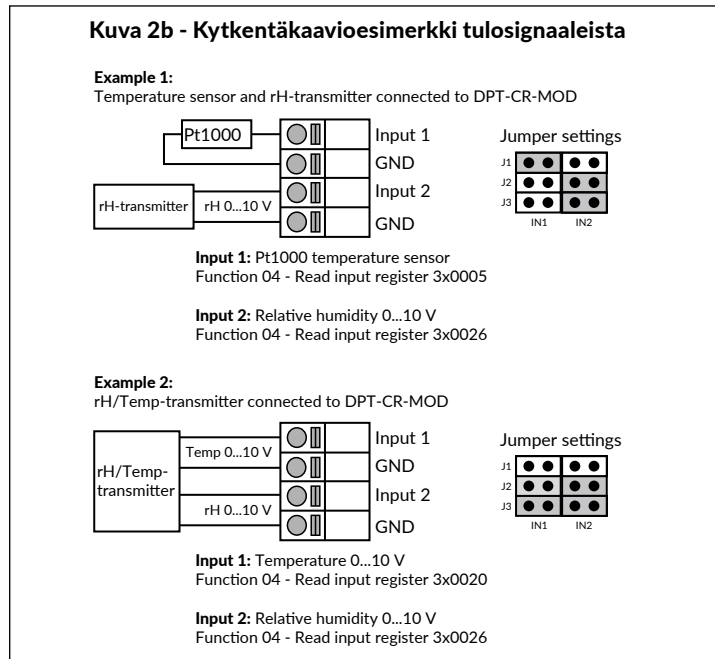 Kuva 2b - Kytkentäkaavioesimerkki tulosignaaleista
Example 1:
Temperature sensor and rH-transmitter connected to DPT-CR-MOD
Pt1000
Input 1
GND
rH-transmitter
rH 0...10 V
Input 2
GND
Jumper settings
J1
J2
J3
IN1 IN2
Input 1: Pt1000 temperature sensor
Function 04 - Read input register 3x0005
Input 2: Relative humidity 0...10 V
Function 04 - Read input register 3x0026
Example 2:
rH/Temp-transmitter connected to DPT-CR-MOD
rH/Temp-
transmitter
Temp 0...10 V
rH 0...10 V
Input 1
GND
Input 2
GND
Jumper settings
J1
J2
J3
IN1 IN2
Input 1: Temperature 0...10 V
Function 04 - Read input register 3x0020
Input 2: Relative humidity 0...10 V
Function 04 - Read input register 3x0026